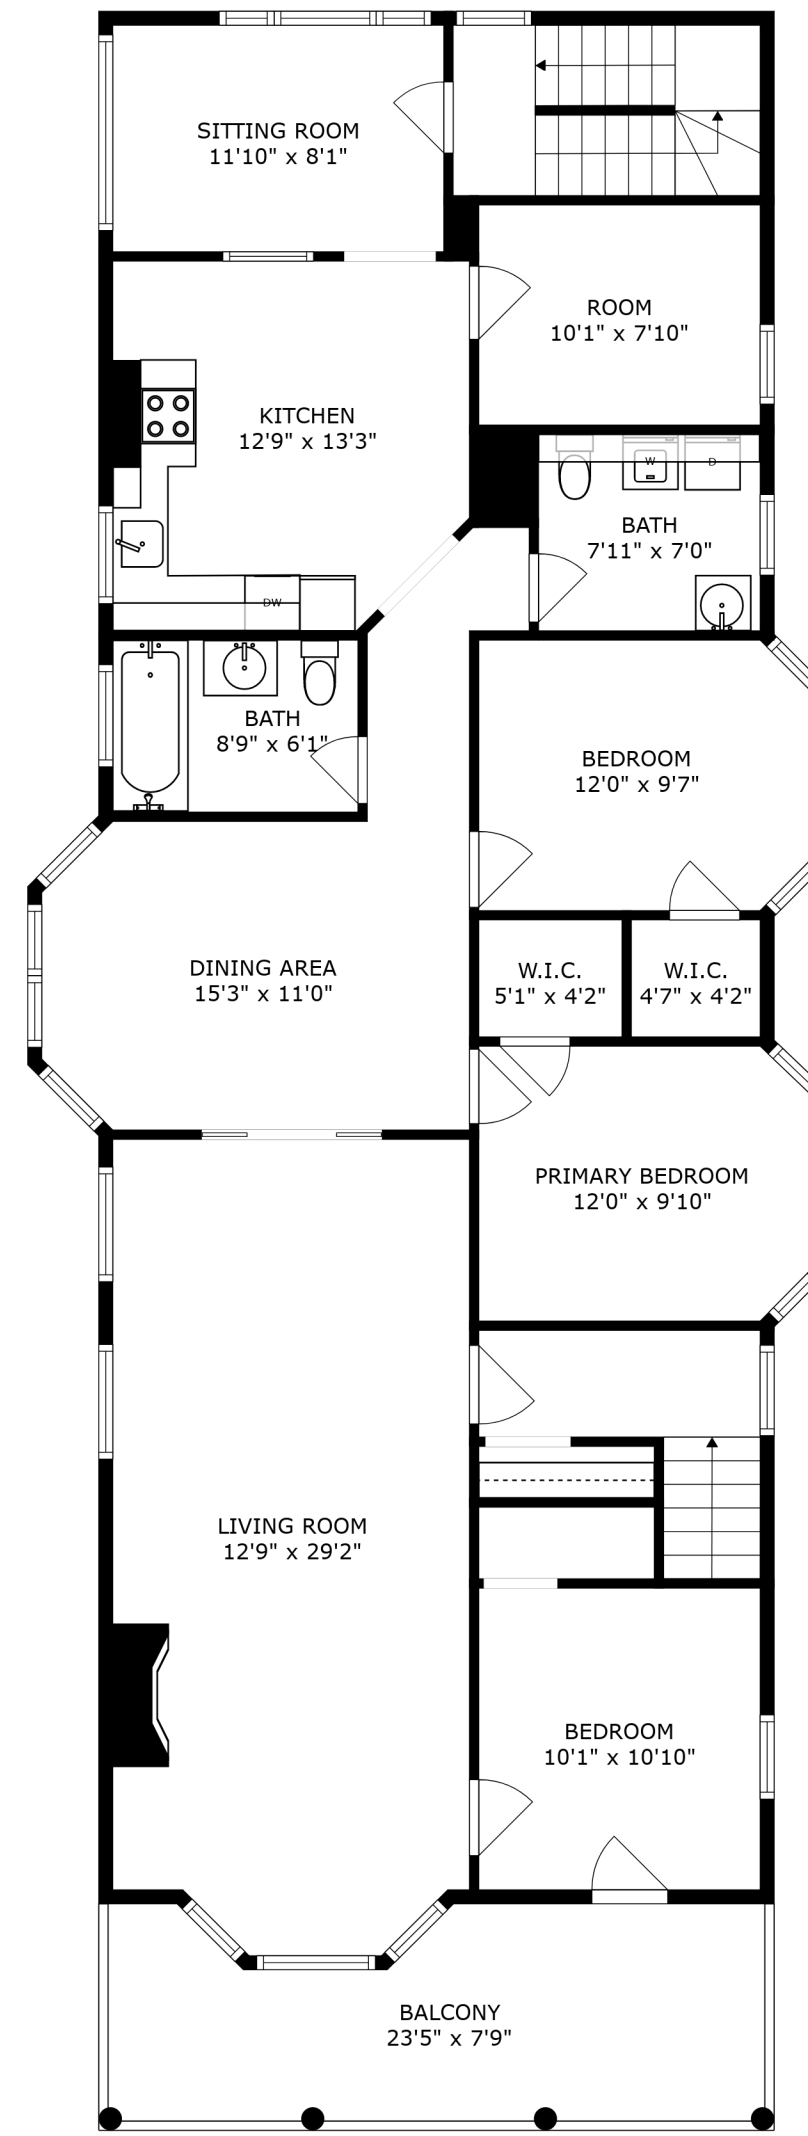 SITTING ROOM
11'10" x 8'1"
ROOM
10'1" x 7'10"
KITCHEN
12'9" x 13'3"
W
D
BATH
7'11" x 7'0"
DW
BATH
8'9" x 6'1"
BEDROOM
12'0" x 9'7"
DINING AREA
15'3" x 11'0"
W.I.C.
5'1" x 4'2"
W.I.C.
4'7" x 4'2"
PRIMARY BEDROOM
12'0" x 9'10"
LIVING ROOM
12'9" x 29'2"
BEDROOM
10'1" x 10'10"
BALCONY
23'5" x 7'9"